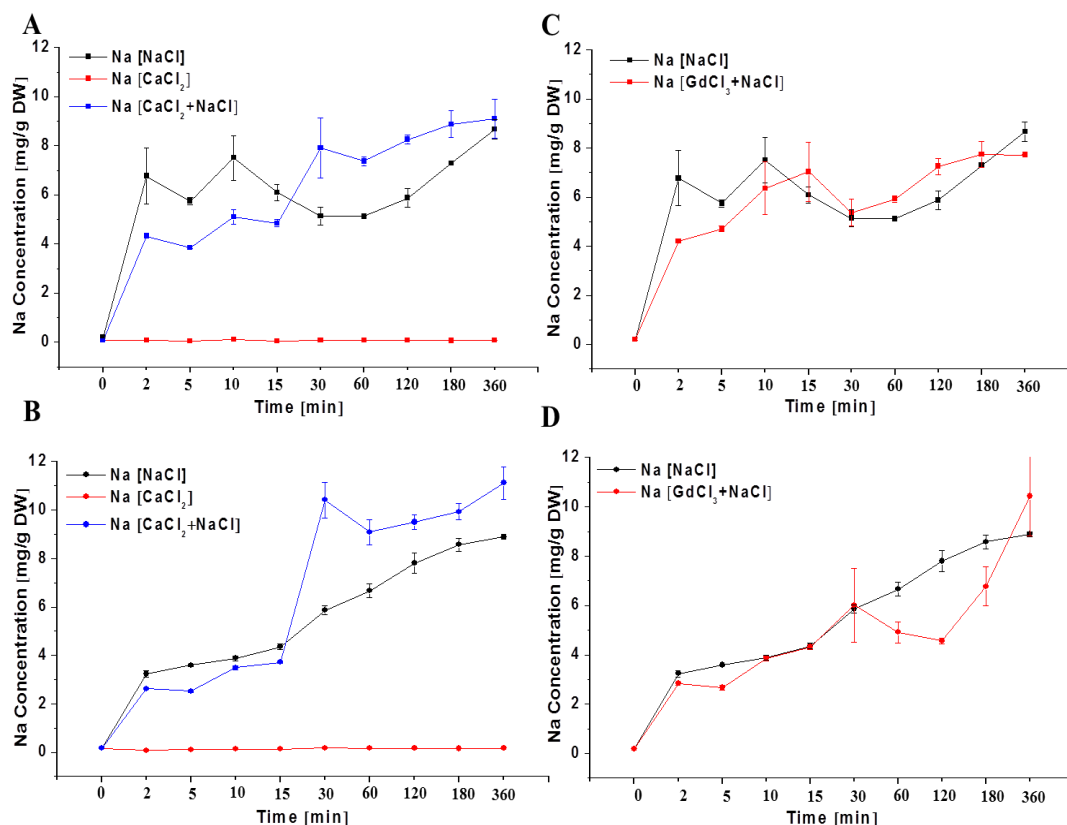 A
Na [NaCl]
Na [CaCl2]
Na [CaCl2+NaCl]
Na Concentration [mg/g DW]
12
10
8
6
4
2
0
0 2 5 10 15 30 60 120 180 360
Time [min]
C
Na [NaCl]
Na [GdCl3+NaCl]
Na Concentration [mg/g DW]
12
10
8
6
4
2
0
0 2 5 10 15 30 60 120 180 360
Time [min]
B
Na [NaCl]
Na [CaCl2]
Na [CaCl2+NaCl]
Na Concentration [mg/g DW]
12
10
8
6
4
2
0
0 2 5 10 15 30 60 120 180 360
Time [min]
D
Na [NaCl]
Na [GdCl3+NaCl]
Na Concentration [mg/g DW]
12
10
8
6
4
2
0
0 2 5 10 15 30 60 120 180 360
Time [min]